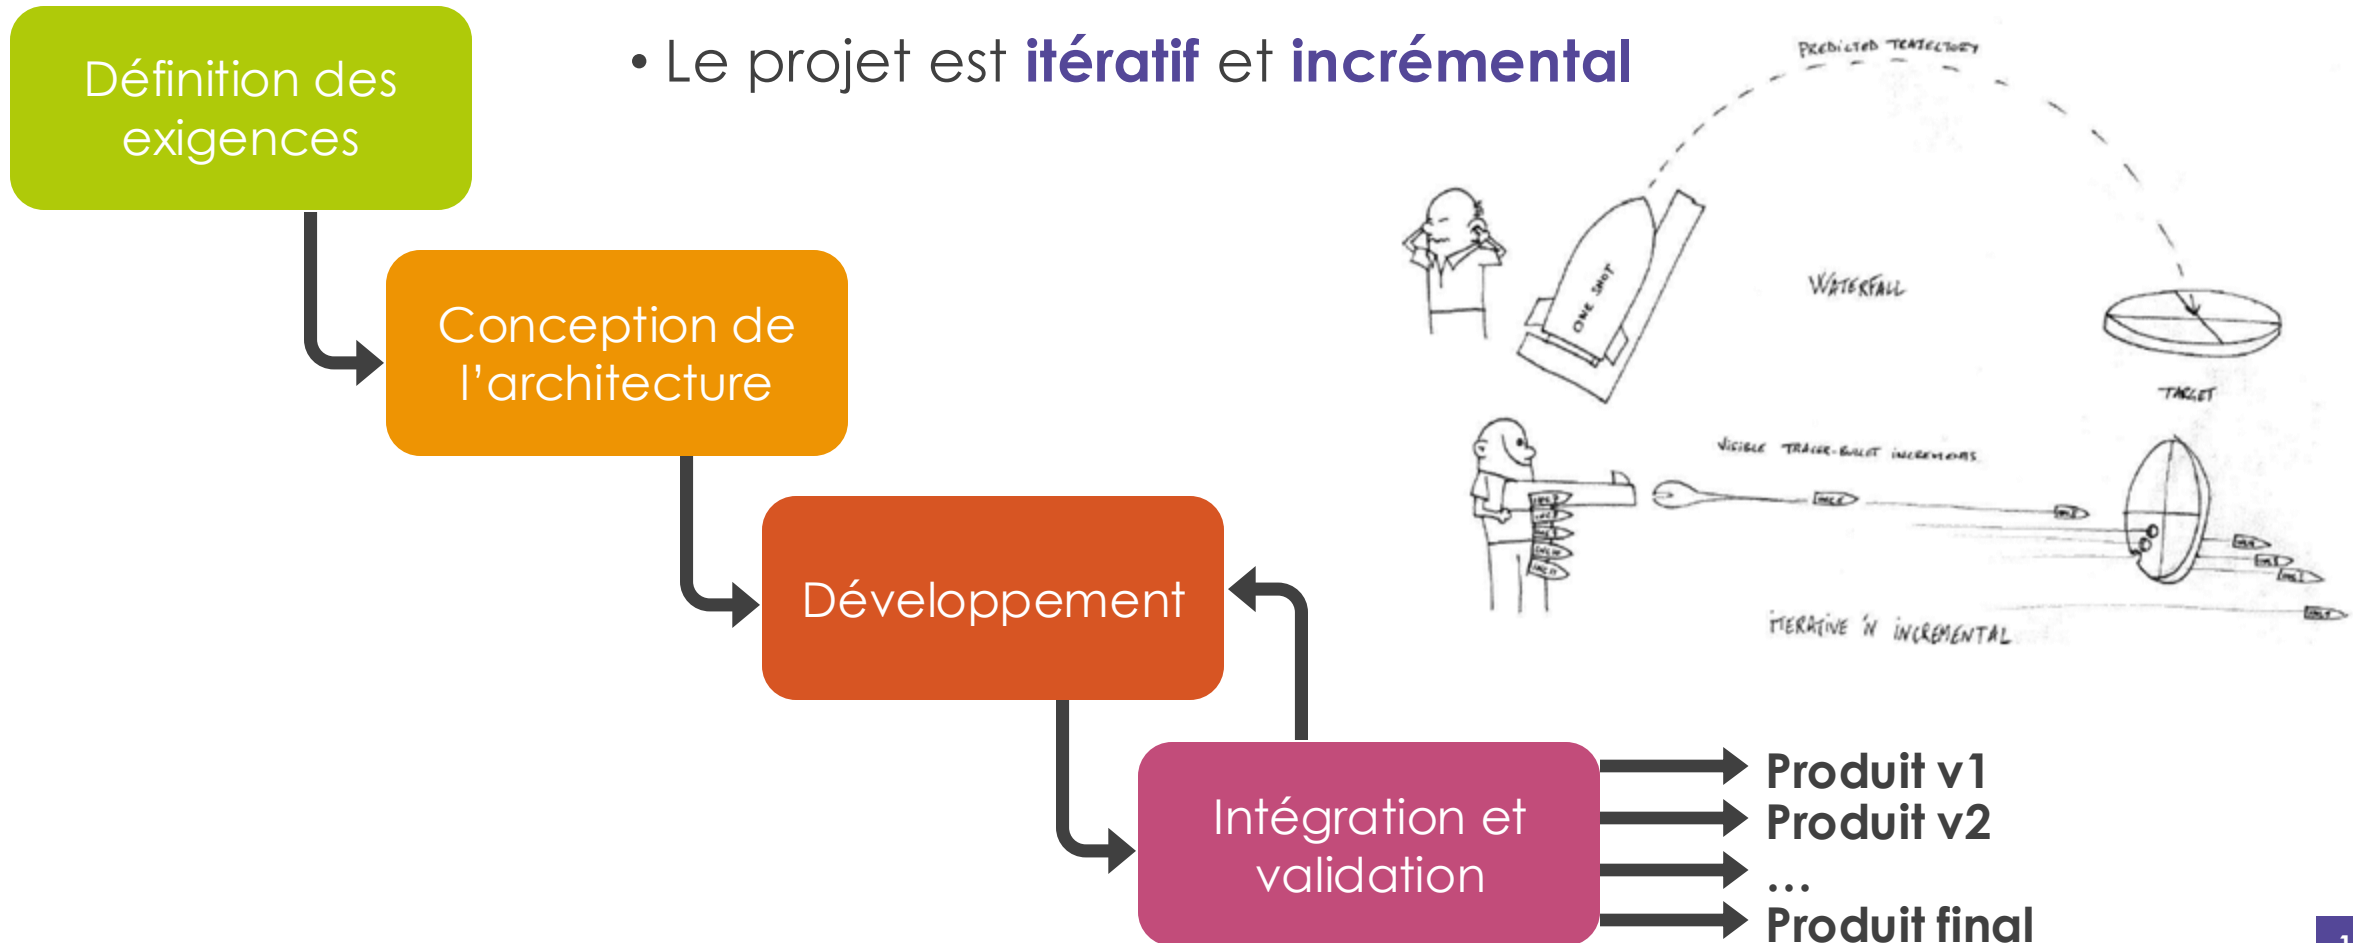 Définition des
exigences
• Le projet est itératif et incrémental
PREDICTED TRAJECTORY
ONE SHOT
WATERFALL
TARGET
Conception de
l’architecture
VISIBLE TRACER-BULLET INCREMENTS
ITERATIVE 'N INCREMENTAL
Développement
Intégration et
validation
Produit v1
Produit v2
…
Produit final